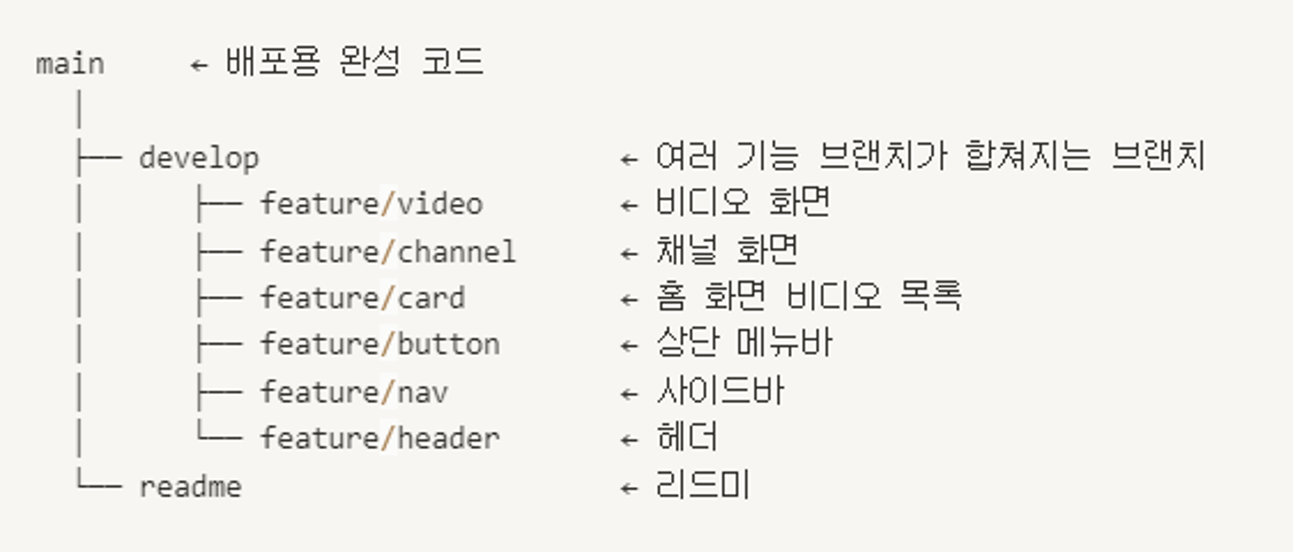 main ← 배포용 완성 코드
│
├── develop ← 여러 기능 브랜치가 합쳐지는 브랜치
│ ├── feature/video ← 비디오 화면
│ ├── feature/channel ← 채널 화면
│ ├── feature/card ← 홈 화면 비디오 목록
│ ├── feature/button ← 상단 메뉴바
│ ├── feature/nav ← 사이드바
│ └── feature/header ← 헤더
└── readme ← 리드미